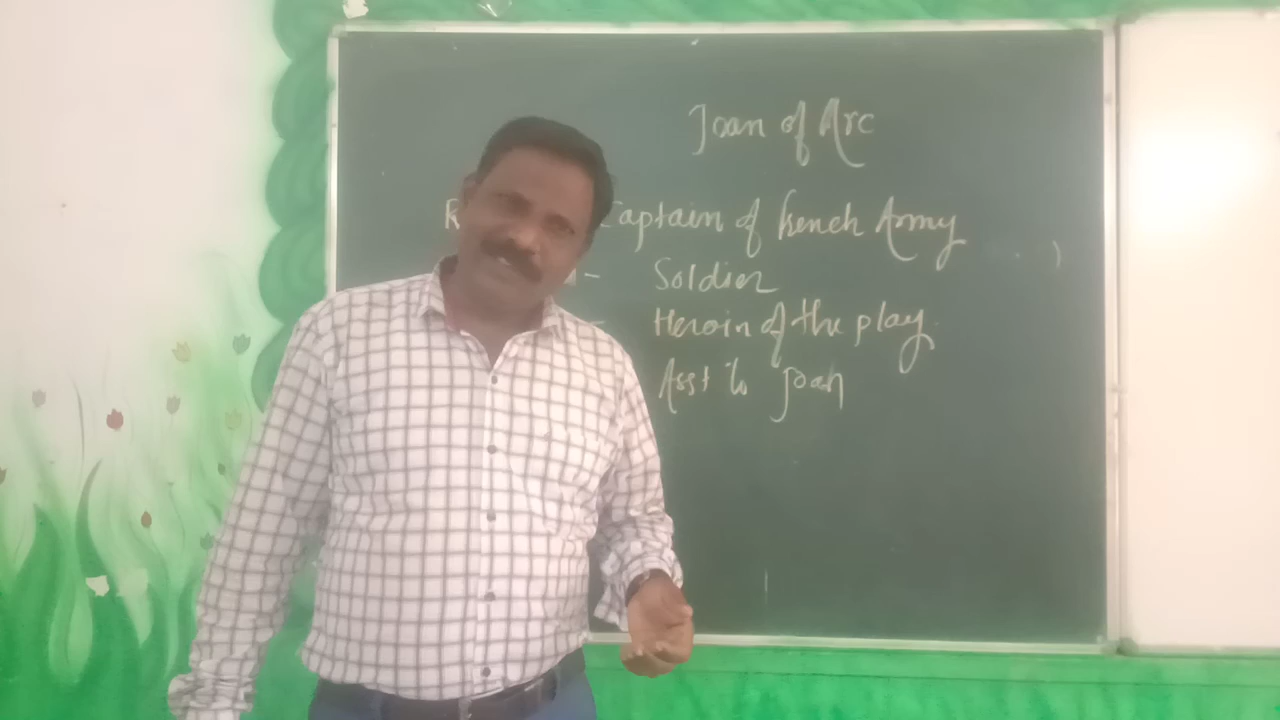 Joan of Arc
Captain of french Army
- Soldier
- Heroin of the play.
Asst to Joan